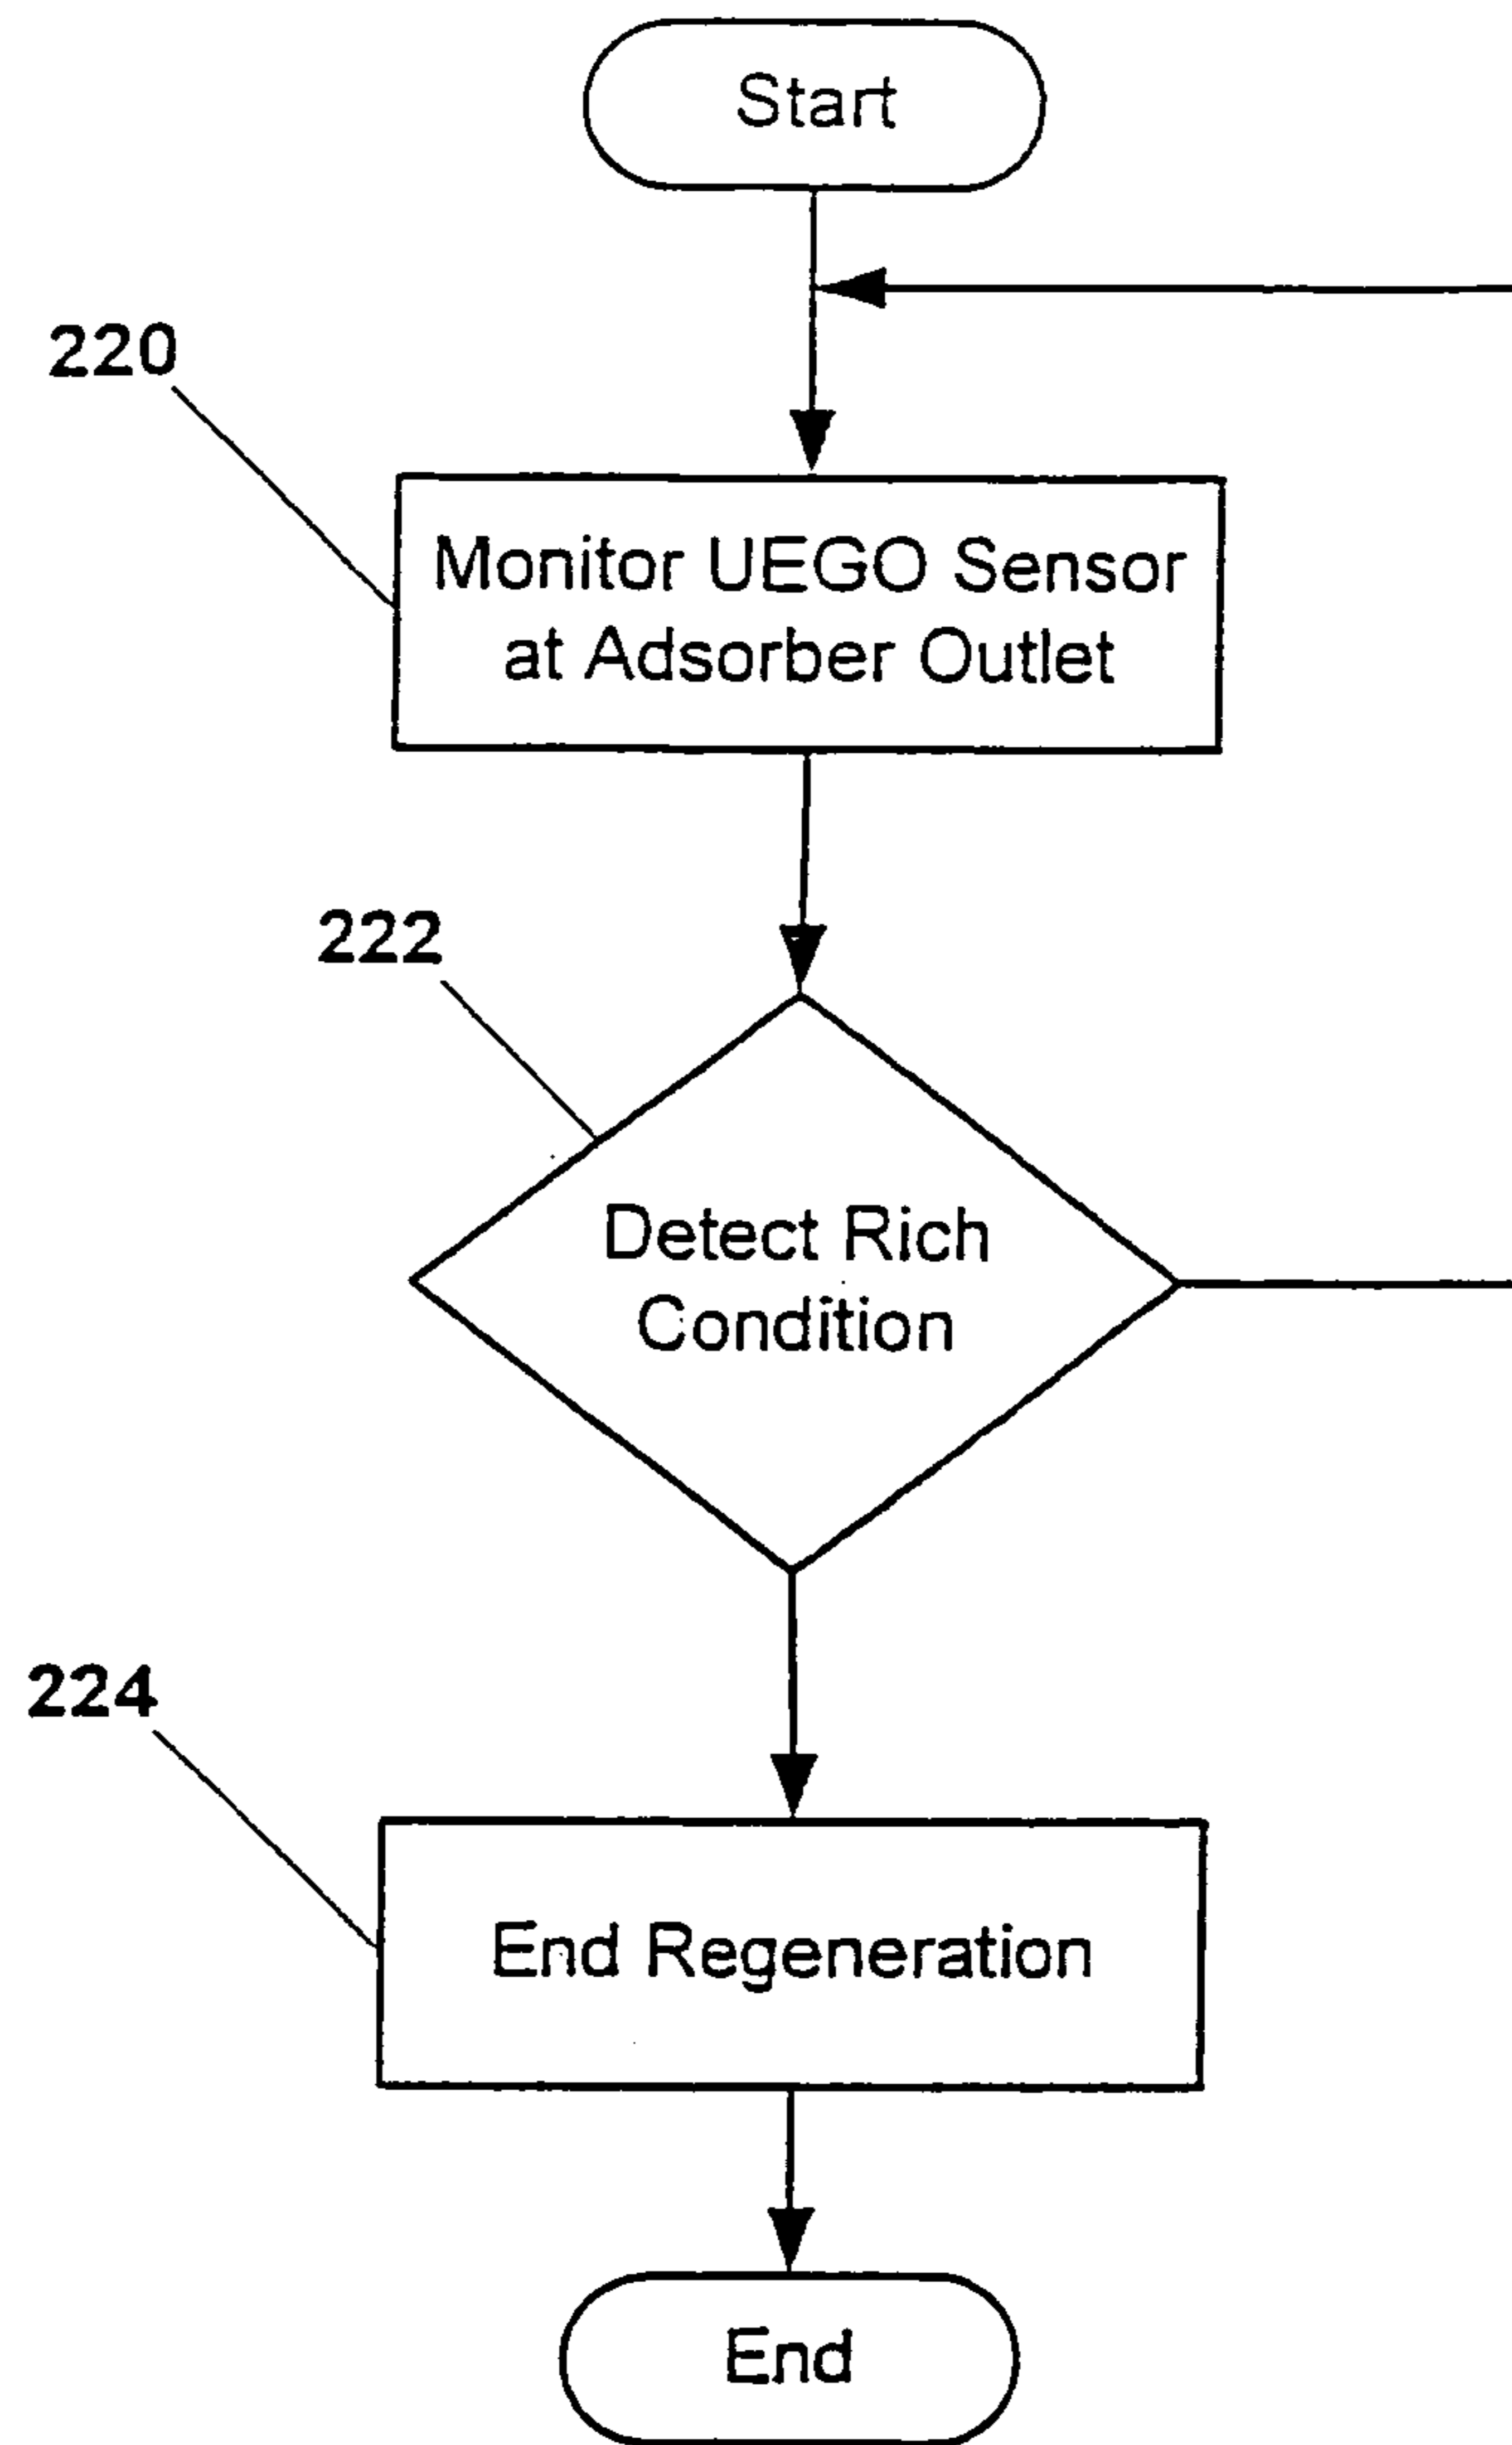 Start
220
Monitor UEGO Sensor
at Adsorber Outlet
222
Detect Rich
Condition
224
End Regeneration
End